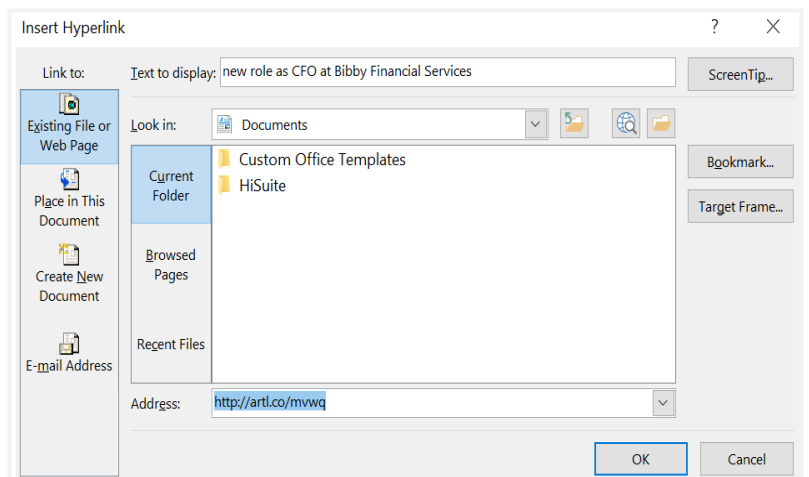 Insert Hyperlink ?
Link to:
Text to display: new role as CFO at Bibby Financial Services
ScreenTip...
Existing File or
Web Page
Look in: Documents
Current
Folder
Custom Office Templates
HiSuite
Bookmark...
Place in This
Document
Target Frame...
Browsed
Pages
Create New
Document
Recent Files
E-mail Address
Address: http://artl.co/mvwq
OK Cancel